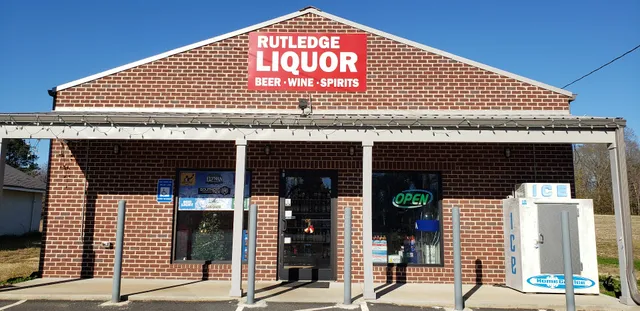 RUTLEDGE
LIQUOR
BEER · WINE · SPIRITS
OPEN
ICE
ICE